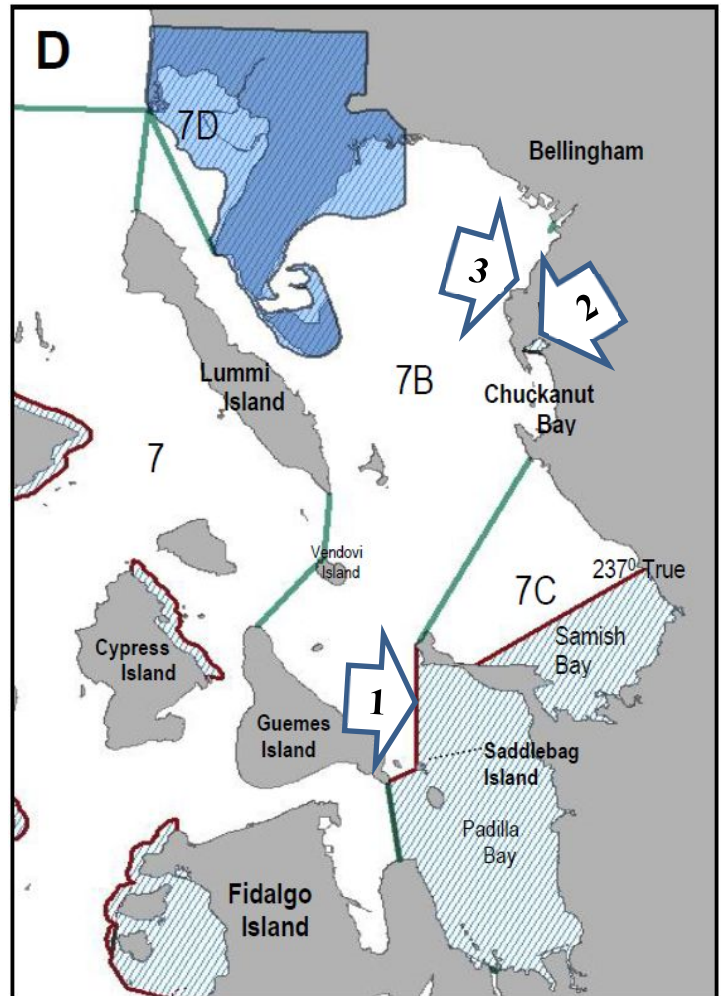 D
7D
Bellingham
3
2
7B
Lummi
Island
Chuckanut
Bay
7
Vendovi
Island
237⁰ True
7C
Samish
Bay
Cypress
Island
1
Guemes
Island
Saddlebag
Island
Padilla
Bay
Fidalgo
Island